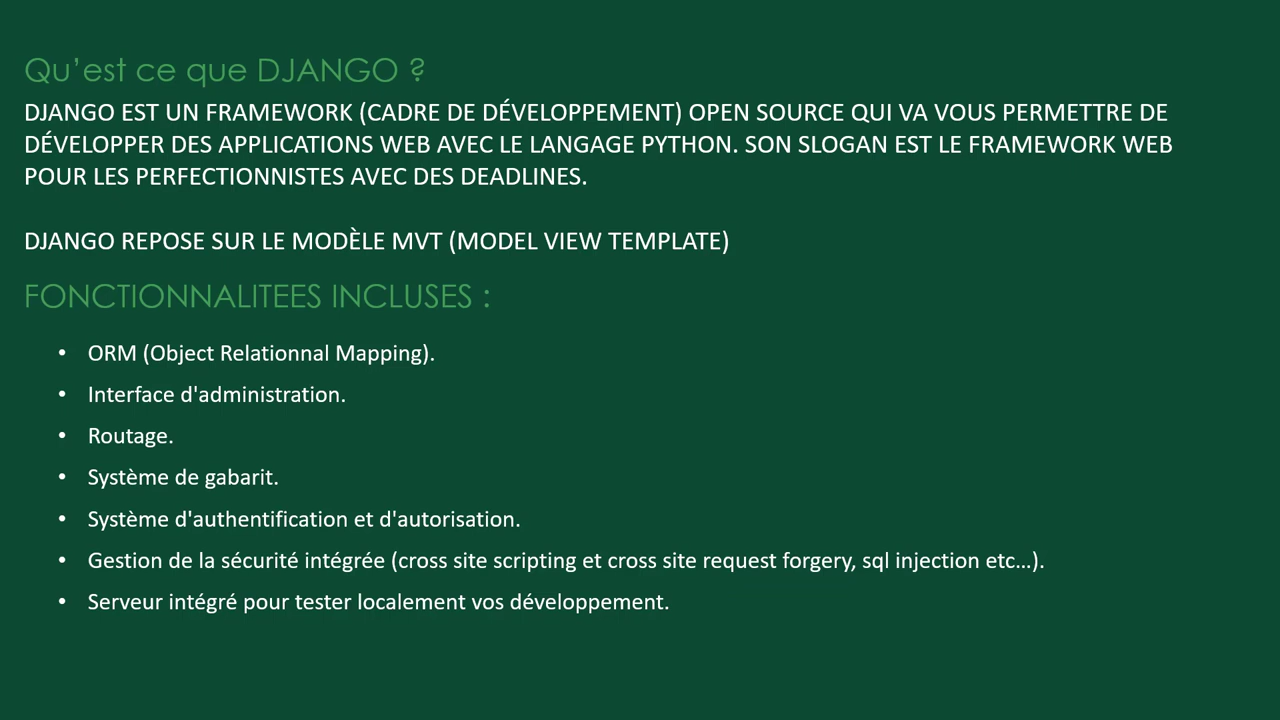 Qu’est ce que DJANGO ?
DJANGO EST UN FRAMEWORK (CADRE DE DÉVELOPPEMENT) OPEN SOURCE QUI VA VOUS PERMETTRE DE
DÉVELOPPER DES APPLICATIONS WEB AVEC LE LANGAGE PYTHON. SON SLOGAN EST LE FRAMEWORK WEB
POUR LES PERFECTIONNISTES AVEC DES DEADLINES.
DJANGO REPOSE SUR LE MODÈLE MVT (MODEL VIEW TEMPLATE)
FONCTIONNALITEES INCLUSES :
• ORM (Object Relationnal Mapping).
• Interface d'administration.
• Routage.
• Système de gabarit.
• Système d'authentification et d'autorisation.
• Gestion de la sécurité intégrée (cross site scripting et cross site request forgery, sql injection etc…).
• Serveur intégré pour tester localement vos développement.